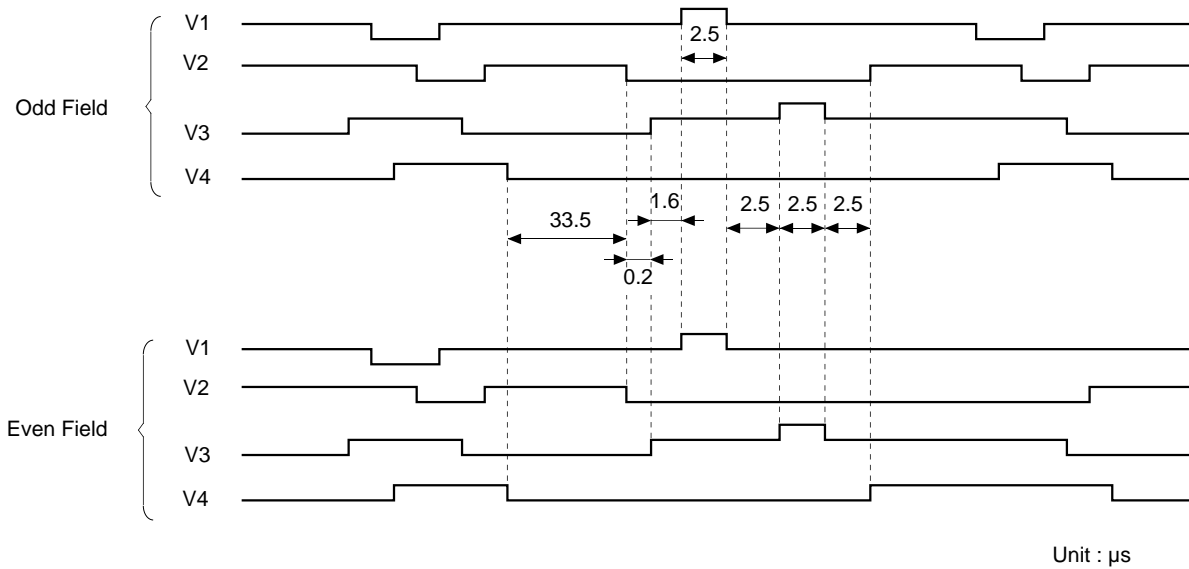 V1
2.5
V2
Odd Field
V3
V4
1.6
2.5 2.5 2.5
33.5
0.2
V1
V2
Even Field
V3
V4
Unit : μs